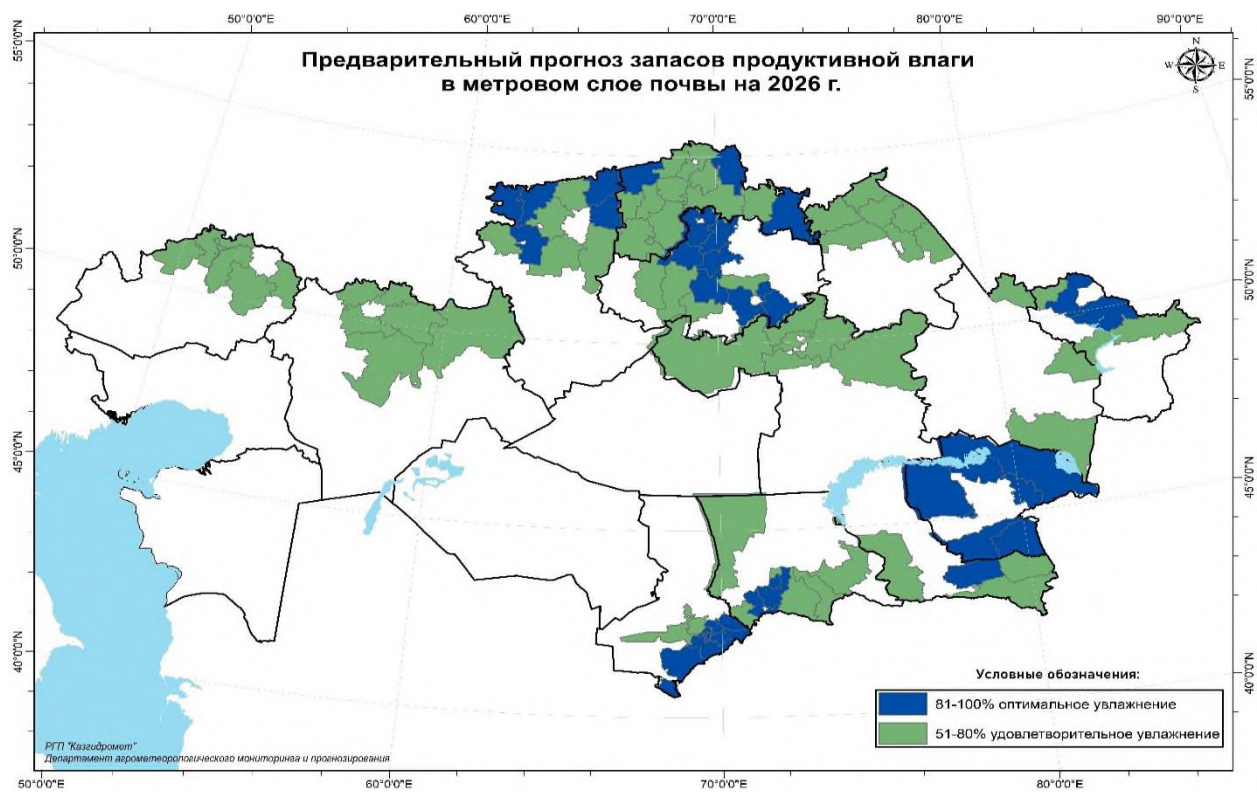 50°0'0"E 60°0'0"E 70°0'0"E 80°0'0"E 90°0'0"E
Предварительный прогноз запасов продуктивной влаги
в метровом слое почвы на 2026 г.
N
W E
S
55°0'0"N
55°0'0"N
50°0'0"N
50°0'0"N
45°0'0"N
45°0'0"N
40°0'0"N
40°0'0"N
Условные обозначения:
81-100% оптимальное увлажнение
51-80% удовлетворительное увлажнение
РГП "Казгидромет"
Департамент агрометеорологического мониторинга и прогнозирования
50°0'0"E 60°0'0"E 70°0'0"E 80°0'0"E